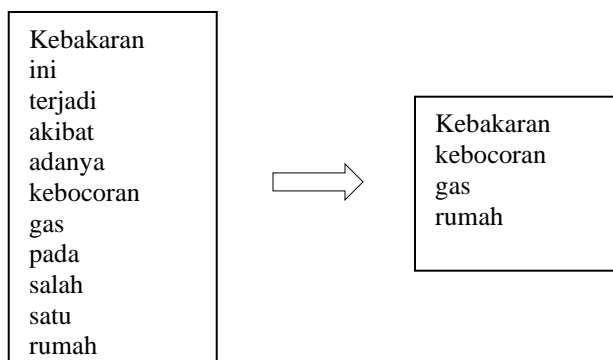 Kebakaran
ini
terjadi
akibat
adanya
kebocoran
gas
pada
salah
satu
rumah
Kebakaran
kebocoran
gas
rumah